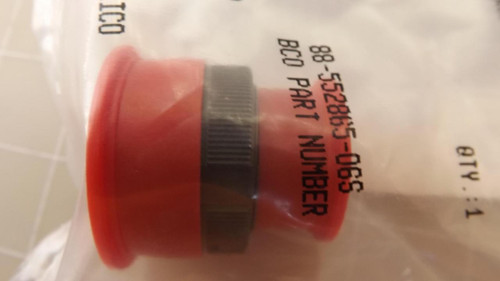 ICO
88-552865-06S
BCO PART NUMBER
QTY.:1